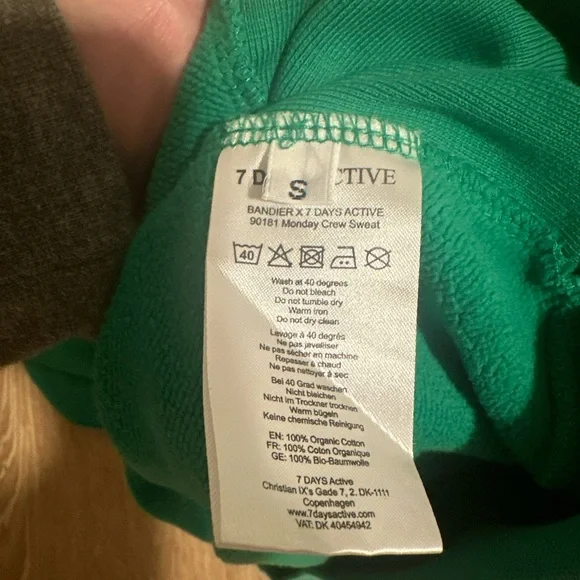 7 D S CTIVE
BANDIER X 7 DAYS ACTIVE
90181 Monday Crew Sweat
40
Wash at 40 degrees
Do not bleach
Do not tumble dry
Warm iron
Do not dry clean
Lavage à 40 degrés
Ne pas javeliser
Ne pas sécher en machine
Repasser à chaud
Ne pas nettoyer à sec
Bei 40 Grad waschen
Nicht bleichen
Nicht im Trockner trocknen
Warm bügeln
Keine chemische Reinigung
EN: 100% Organic Cotton
FR: 100% Coton Organique
GE: 100% Bio-Baumwolle
7 DAYS Active
Christian IX's Gade 7, 2. DK-1111
Copenhagen
www.7daysactive.com
VAT: DK 40454942